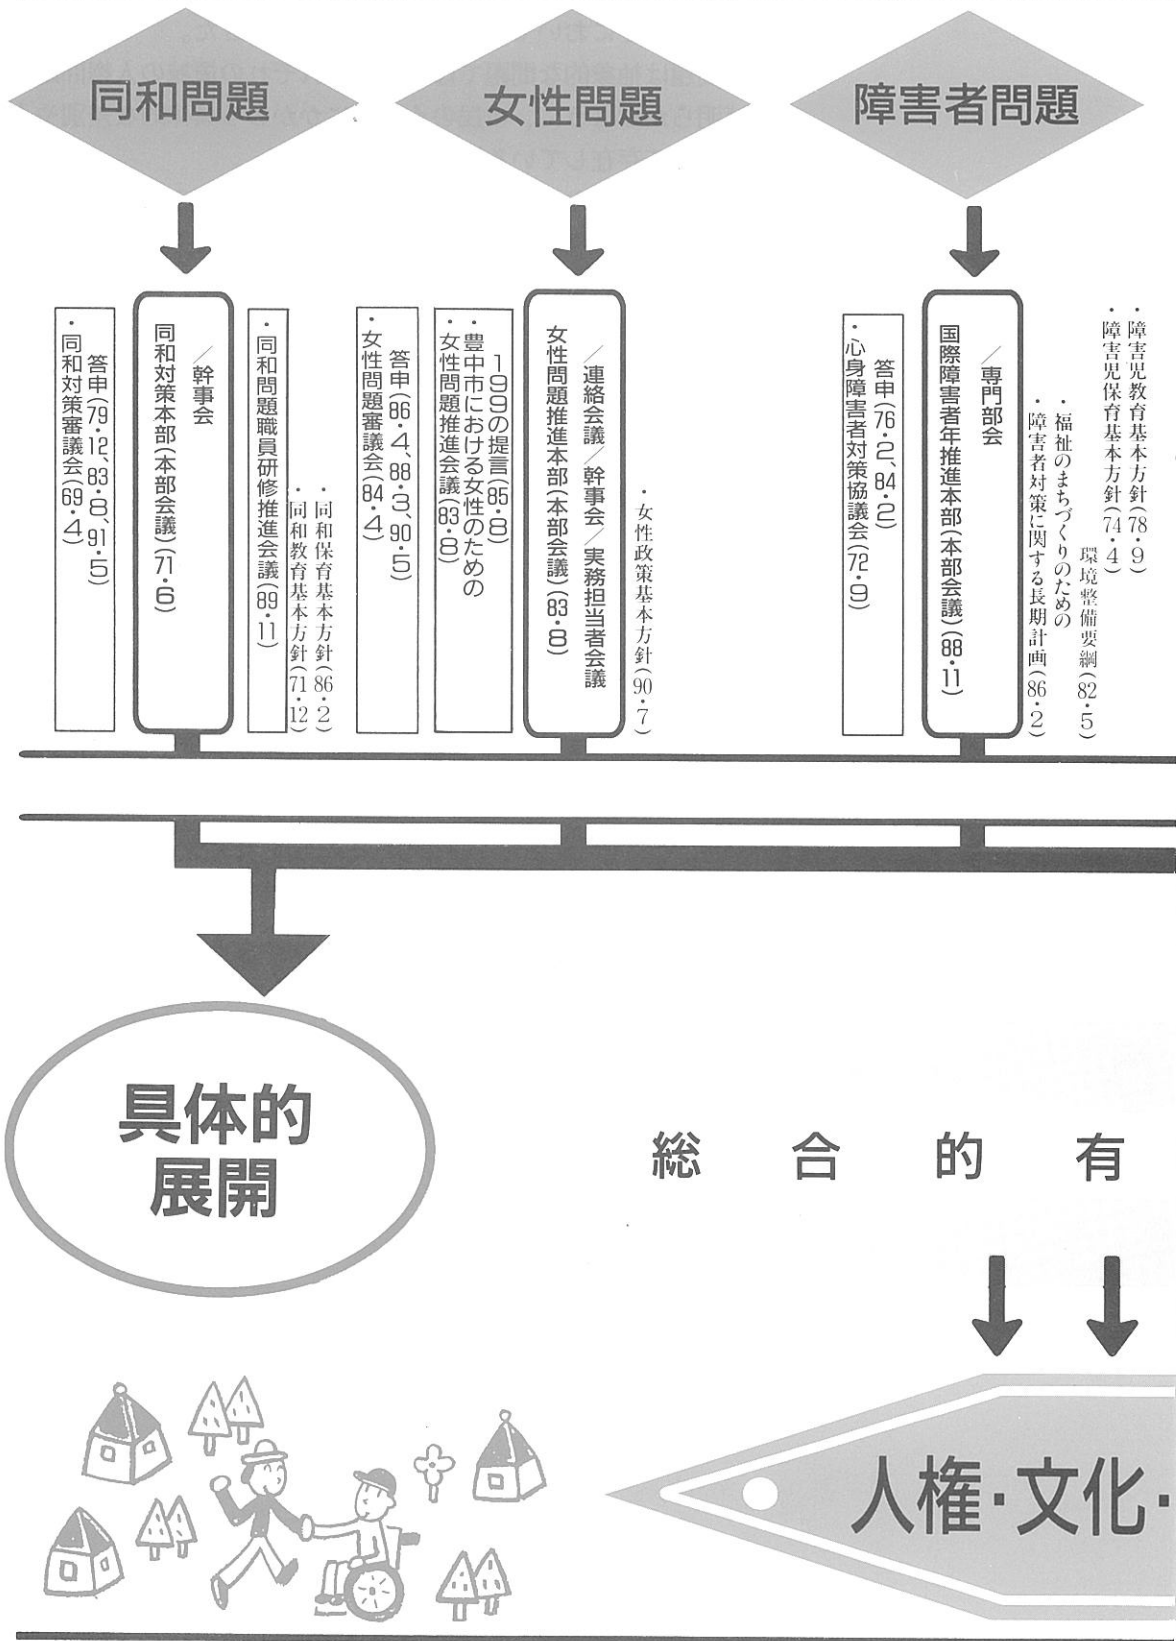 同和問題
女性問題
障害者問題
・障害児教育基本方針(78・9)
・障害児保育基本方針(74・4)
・福祉のまちづくりのための
環境整備要綱(82・5)
・障害者対策に関する長期計画(86・2)
国際障害者年推進本部(本部会議)(88・11)
／専門部会
・心身障害者対策協議会(72・9)
答申(76・2、84・2)
・女性政策基本方針(90・7)
女性問題推進本部(本部会議)(83・8)
／連絡会議／幹事会／実務担当者会議
・女性問題推進会議(83・8)
・豊中市における女性のための
199の提言(85・8)
・女性問題審議会(84・4)
答申(86・4、88・3、90・5)
・同和保育基本方針(86・2)
・同和教育基本方針(71・12)
・同和問題職員研修推進会議(89・11)
同和対策本部(本部会議)(71・6)
／幹事会
・同和対策審議会(69・4)
答申(79・12、83・8、91・5)
具体的
展開
総合的有
人権・文化・